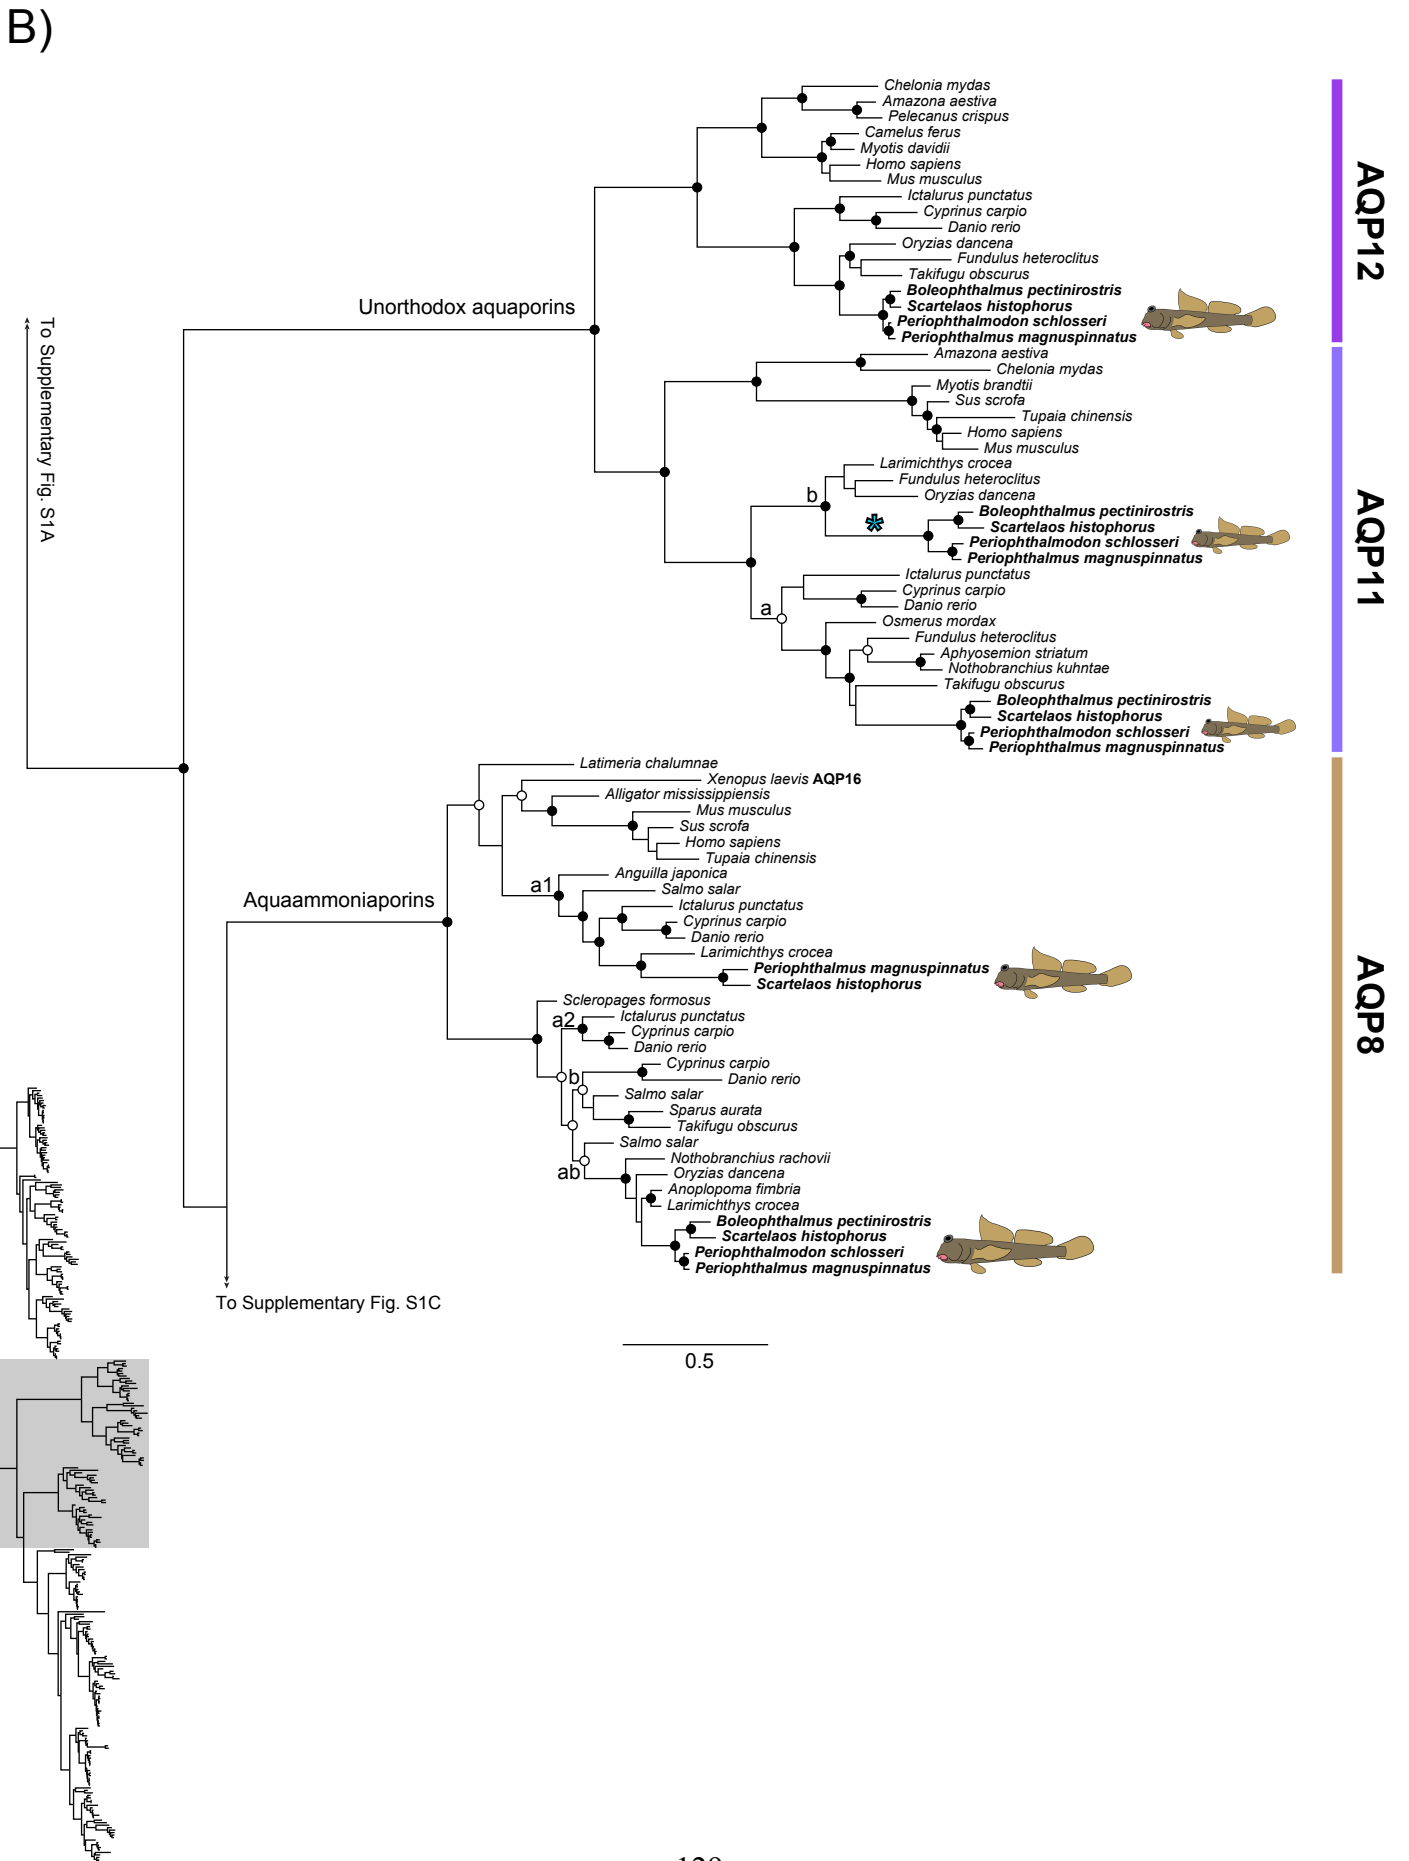 B)
Chelonia mydas
Amazona aestiva
Pelecanus crispus
Camelus ferus
Myotis davidii
Homo sapiens
Mus musculus
Ictalurus punctatus
Cyprinus carpio
Danio rerio
Oryzias dancena
Fundulus heteroclitus
Takifugu obscurus
Boleophthalmus pectinirostris
Scartelaos histophorus
Periophthalmodon schlosseri
Periophthalmus magnuspinnatus
AQP12
Unorthodox aquaporins
To Supplementary Fig. S1A
Amazona aestiva
Chelonia mydas
Myotis brandtii
Sus scrofa
Tupaia chinensis
Homo sapiens
Mus musculus
Larimichthys crocea
Fundulus heteroclitus
b
Oryzias dancena
*
Boleophthalmus pectinirostris
Scartelaos histophorus
Periophthalmodon schlosseri
Periophthalmus magnuspinnatus
Ictalurus punctatus
Cyprinus carpio
a
Danio rerio
Osmerus mordax
Fundulus heteroclitus
Aphyosemion striatum
Nothobranchius kuhntae
Takifugu obscurus
Boleophthalmus pectinirostris
Scartelaos histophorus
Periophthalmodon schlosseri
Periophthalmus magnuspinnatus
AQP11
Latimeria chalumnae
Xenopus laevis AQP16
Alligator mississippiensis
Mus musculus
Sus scrofa
Homo sapiens
Tupaia chinensis
Aquaammoniaporins
a1
Anguilla japonica
Salmo salar
Ictalurus punctatus
Cyprinus carpio
Danio rerio
Larimichthys crocea
Periophthalmus magnuspinnatus
Scartelaos histophorus
Scleropages formosus
a2
Ictalurus punctatus
Cyprinus carpio
Danio rerio
Cyprinus carpio
b
Danio rerio
Salmo salar
Sparus aurata
Takifugu obscurus
Salmo salar
ab
Nothobranchius rachovii
Oryzias dancena
Anoplopoma fimbria
Larimichthys crocea
Boleophthalmus pectinirostris
Scartelaos histophorus
Periophthalmodon schlosseri
Periophthalmus magnuspinnatus
AQP8
To Supplementary Fig. S1C
0.5